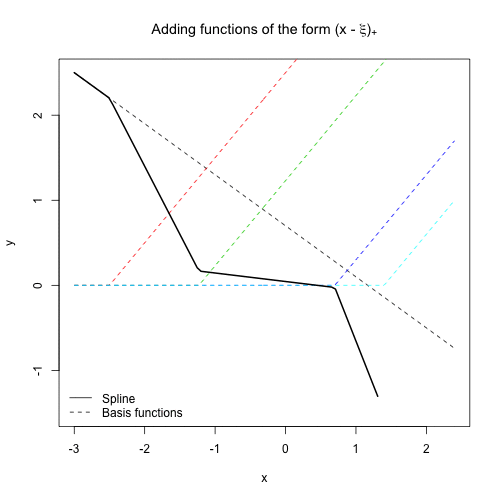 Adding functions of the form (x - ξ)₊
y
2
1
0
-1
Spline
Basis functions
-3 -2 -1 0 1 2
x